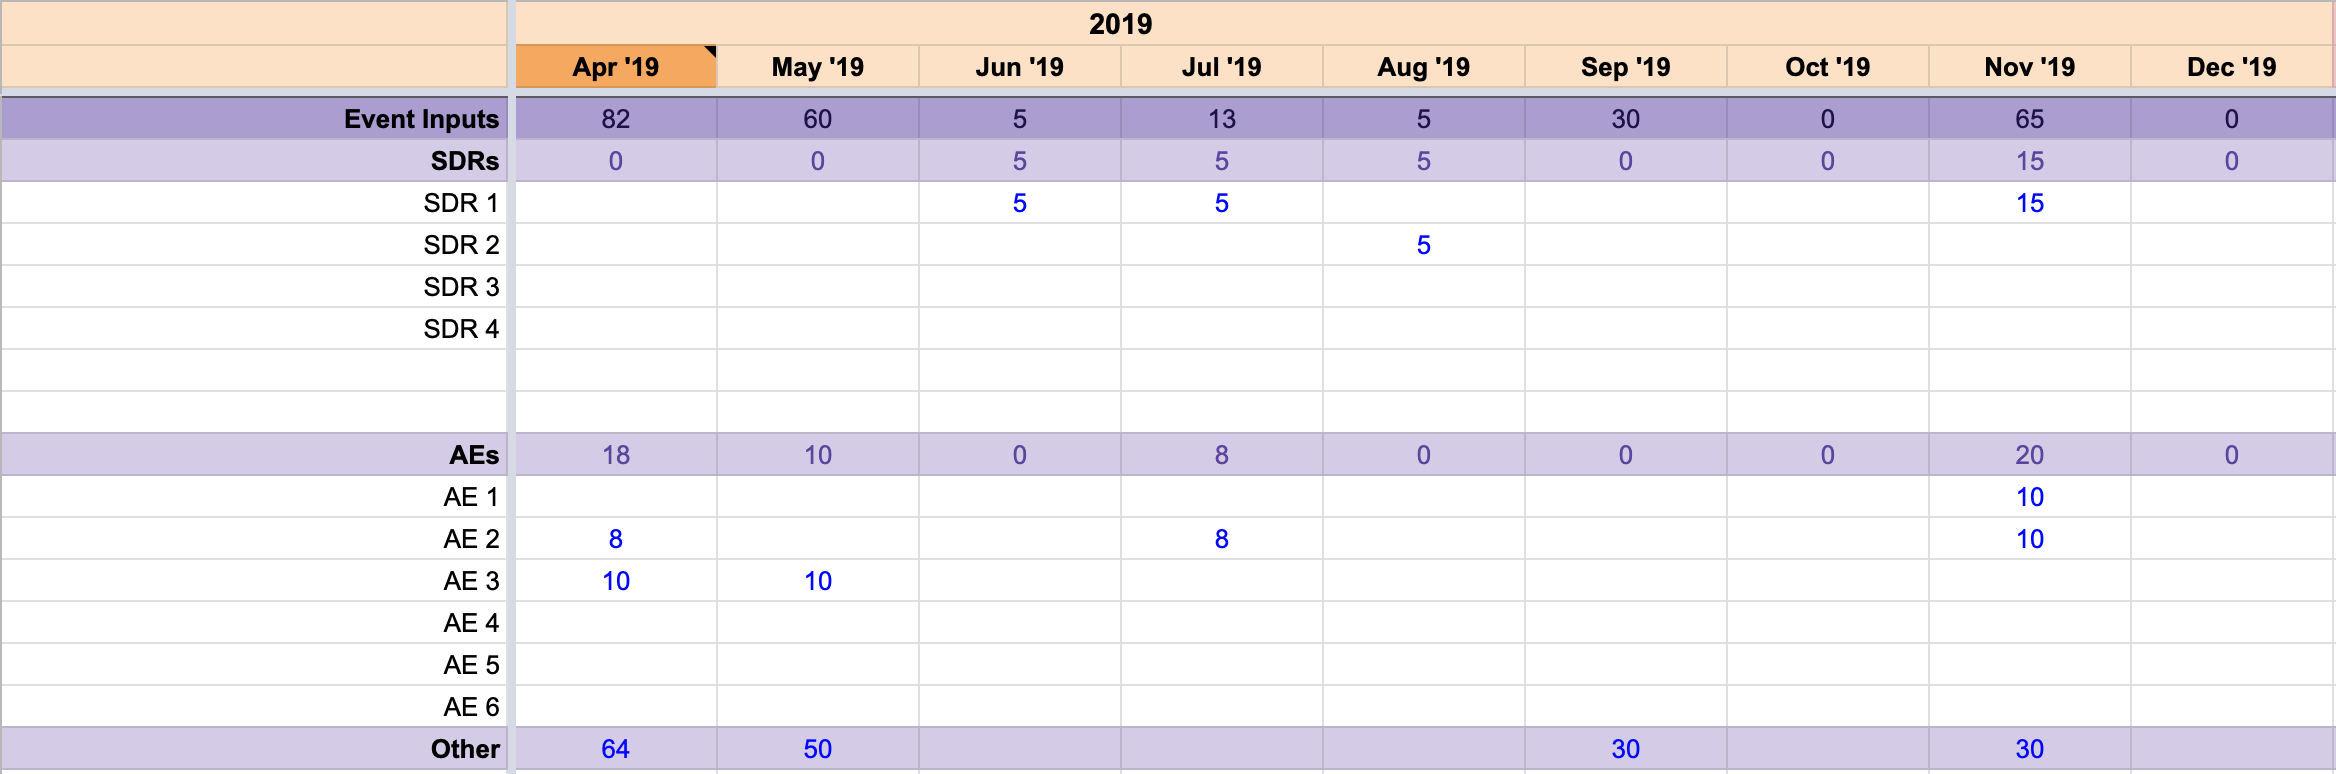 2019
Apr '19 May '19 Jun '19 Jul '19 Aug '19 Sep '19 Oct '19 Nov '19 Dec '19
Event Inputs 82 60 5 13 5 30 0 65 0
SDRs 0 0 5 5 5 0 0 15 0
SDR 1 5 5 15
SDR 2 5
SDR 3
SDR 4
AEs 18 10 0 8 0 0 0 20 0
AE 1 10
AE 2 8 8 10
AE 3 10 10
AE 4
AE 5
AE 6
Other 64 50 30 30